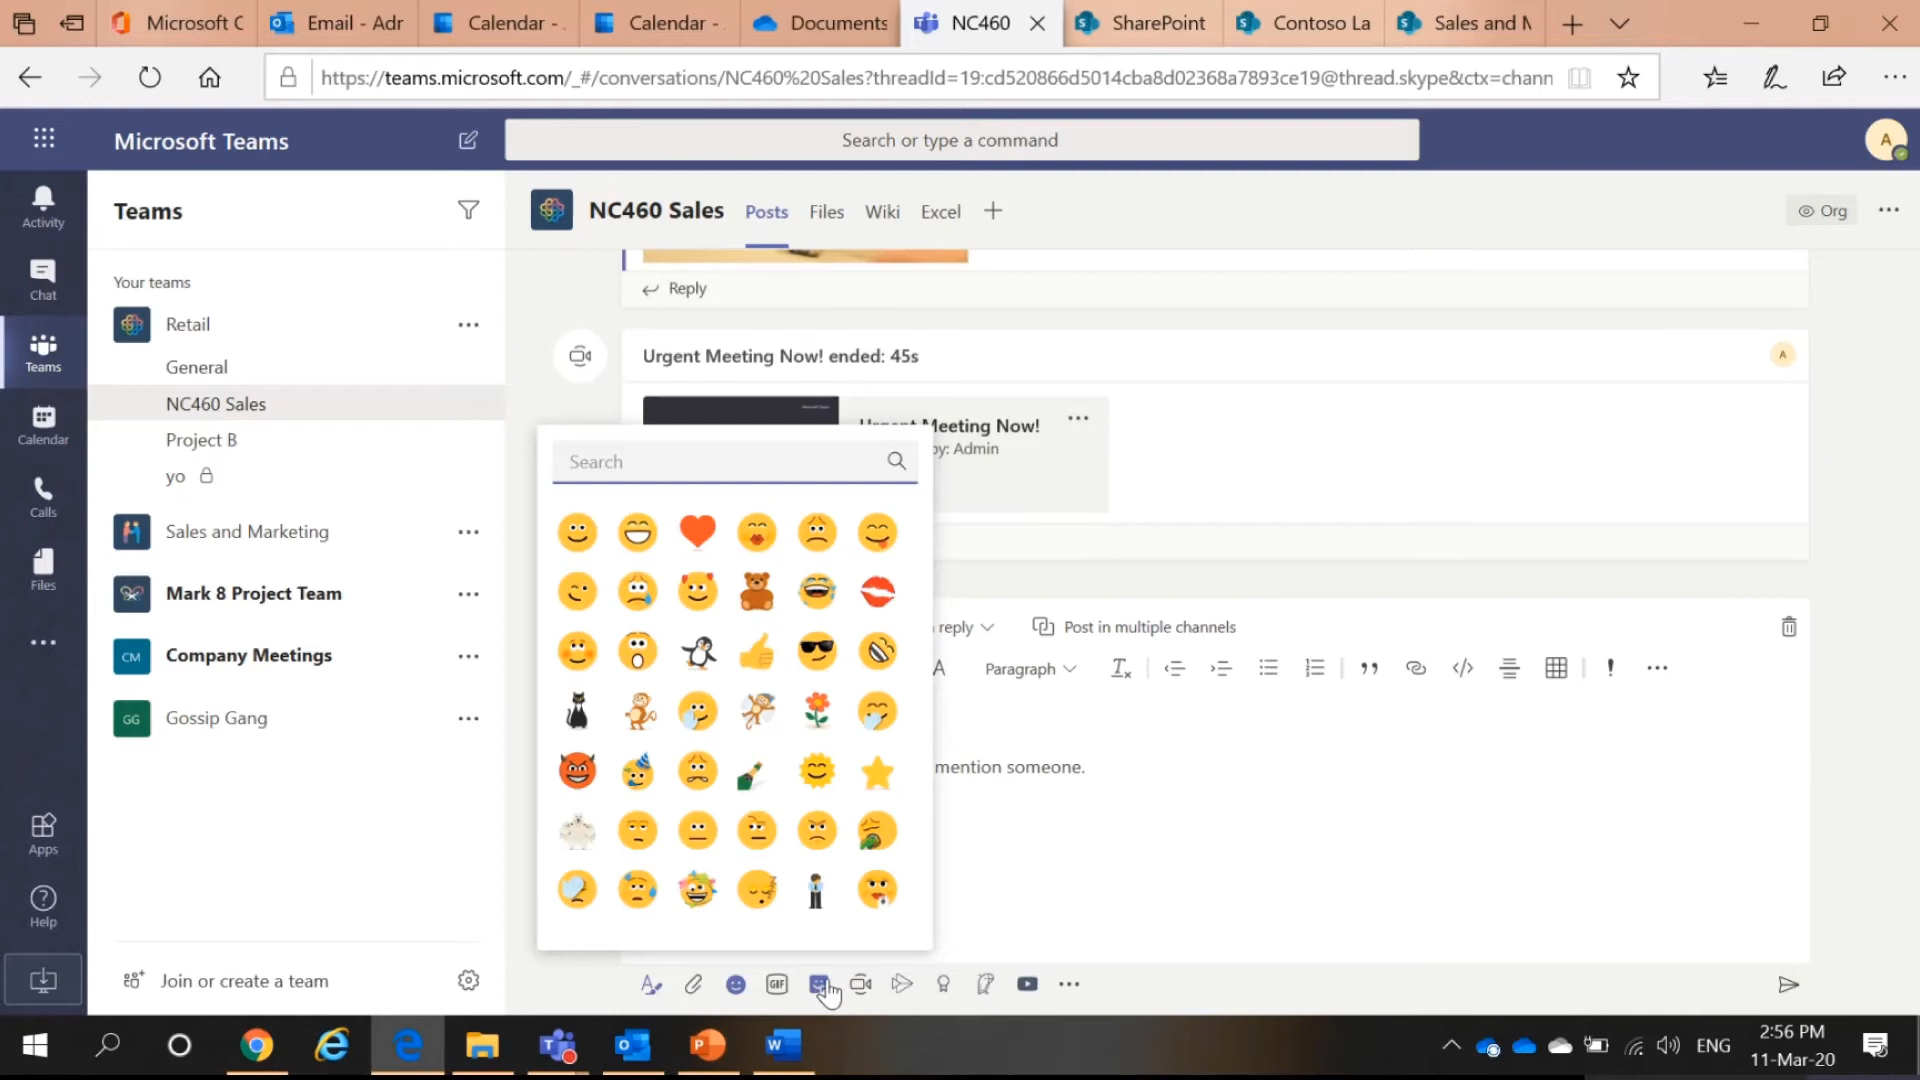 Microsoft C
Email - Adr
Calendar - .
Calendar - .
Documents
NC460
SharePoint
Contoso La
Sales and M
https://teams.microsoft.com/_#/conversations/NC460%20Sales?threadId=19:cd520866d5014cba8d02368a7893ce19@thread.skype&ctx=chann
Microsoft Teams
Search or type a command
A
Activity
Chat
Teams
Calendar
Calls
Files
Apps
Help
Teams
Your teams
Retail
General
NC460 Sales
Project B
yo
Sales and Marketing
Mark 8 Project Team
CM Company Meetings
GG Gossip Gang
Join or create a team
NC460 Sales Posts Files Wiki Excel
Org
Reply
Urgent Meeting Now! ended: 45s
A
Meeting Now!
by: Admin
Search
reply
Post in multiple channels
A Paragraph
mention someone.
GIF
ENG
2:56 PM
11-Mar-20